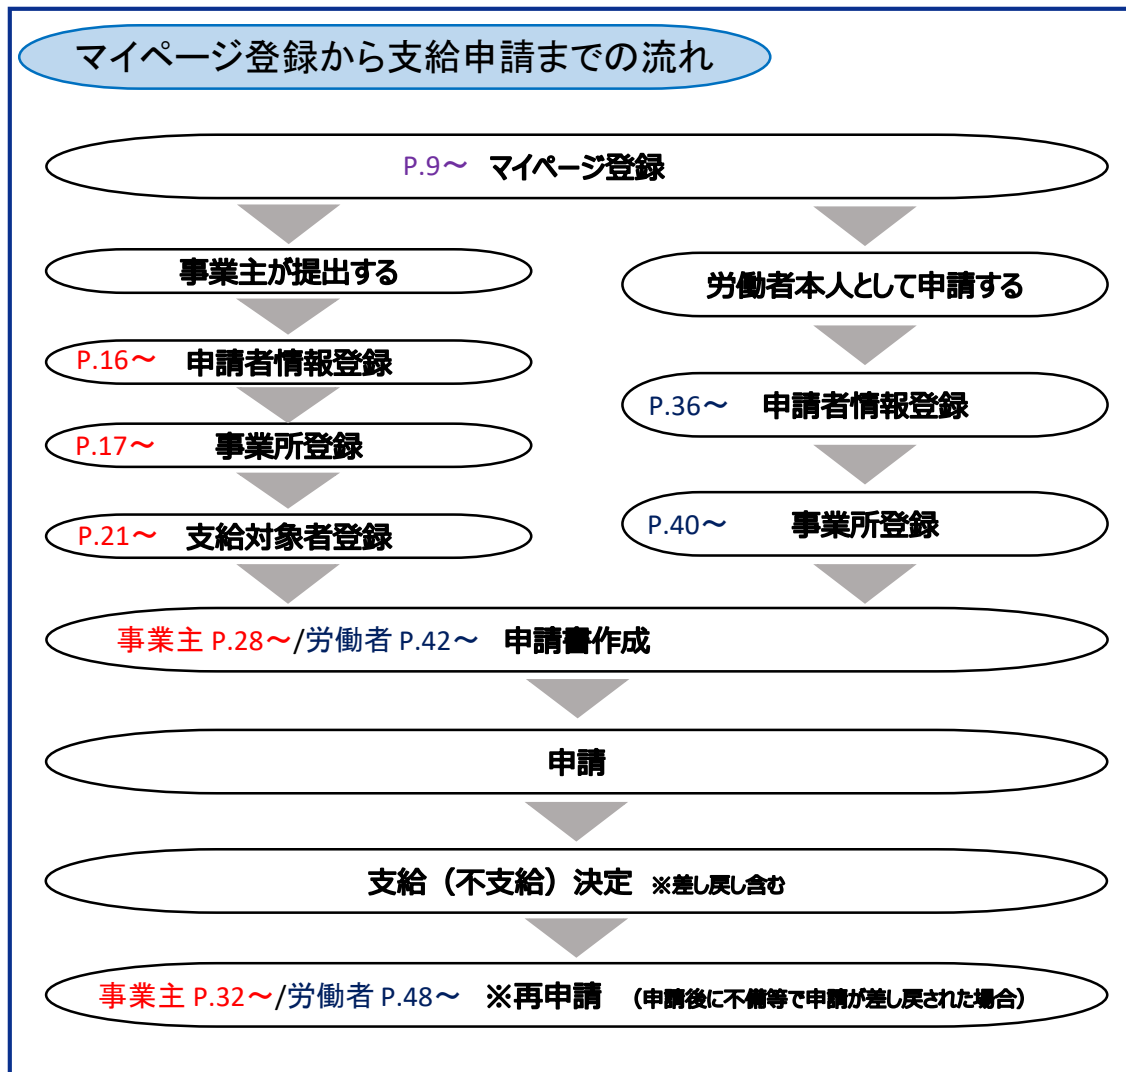 マイページ登録から支給申請までの流れ
P.9～ マイページ登録
事業主が提出する
P.16～ 申請者情報登録
P.17～ 事業所登録
P.21～ 支給対象者登録
労働者本人として申請する
P.36～ 申請者情報登録
P.40～ 事業所登録
事業主 P.28～/労働者 P.42～ 申請書作成
申請
支給（不支給）決定 ※差し戻し含む
事業主 P.32～/労働者 P.48～ ※再申請 （申請後に不備等で申請が差し戻された場合）